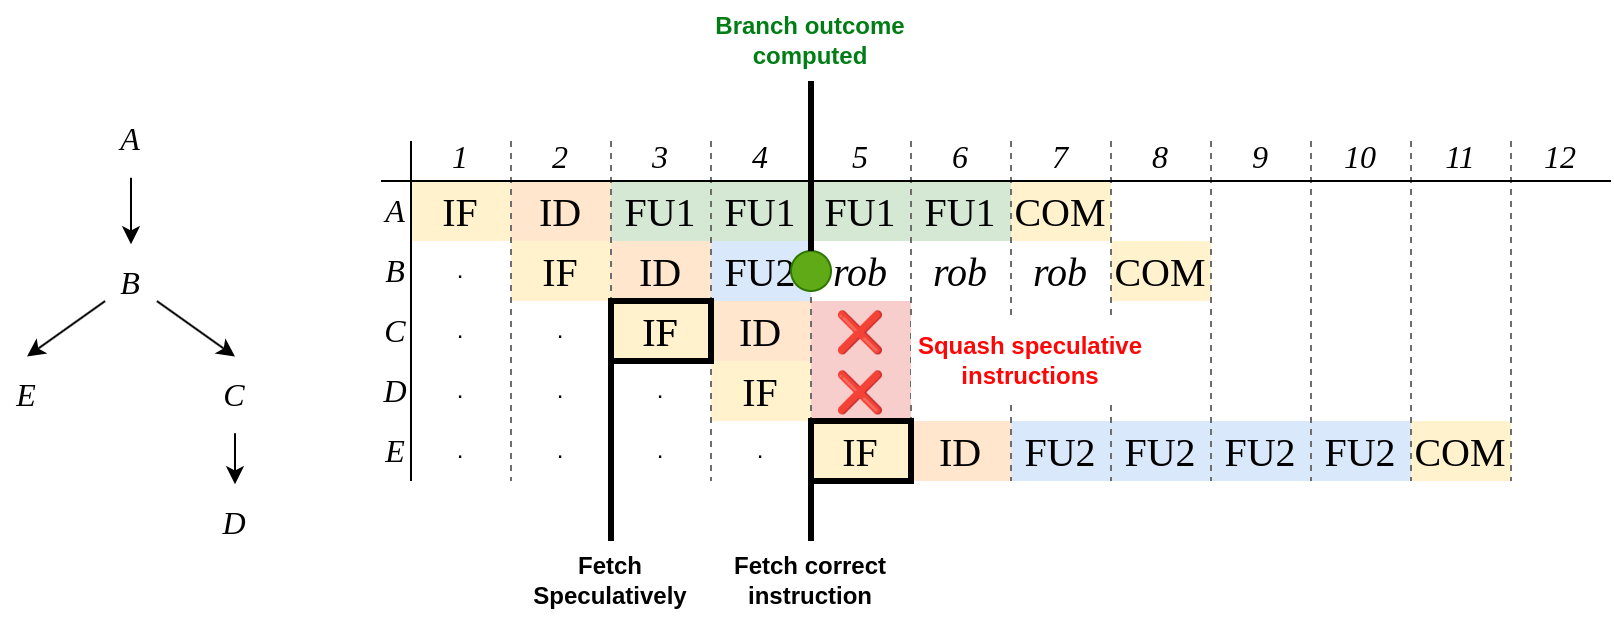 Branch outcome
computed
A
B
E C
D
1 2 3 4 5 6 7 8 9 10 11 12
A IF ID FU1 FU1 FU1 FU1 COM
B . IF ID FU2 rob rob rob COM
C . . IF ID ❌
Squash speculative
instructions
D . . . IF ❌
E . . . . IF ID FU2 FU2 FU2 FU2 COM
Fetch
Speculatively
Fetch correct
instruction